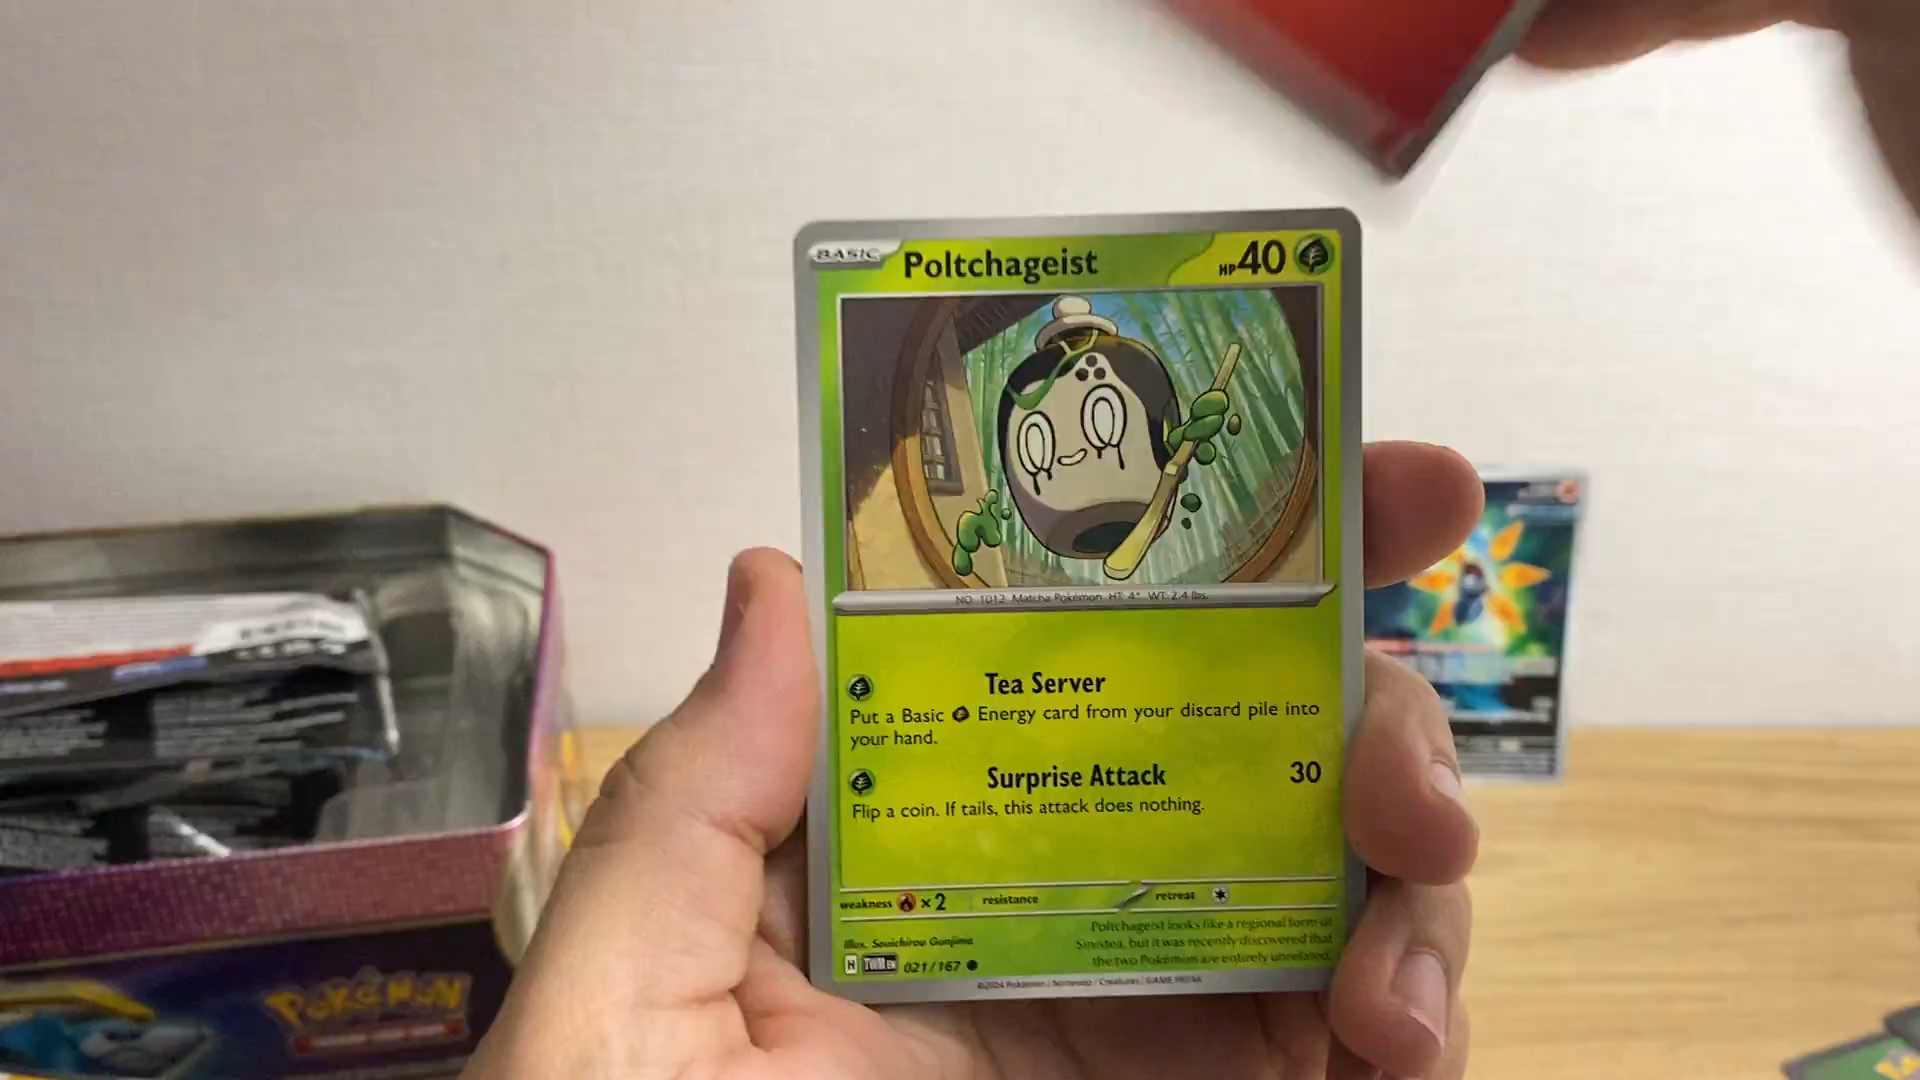 BASIC Poltchageist HP 40
NO. 1012 Matcha Pokémon HT: 4" WT: 2.4 lbs.
Tea Server
Put a Basic Energy card from your discard pile into
your hand.
Surprise Attack 30
Flip a coin. If tails, this attack does nothing.
weakness ×2 resistance retreat
Poltchageist looks like a regional form of
Sinistea, but it was recently discovered that
the two Pokémon are entirely unrelated.
Illus. Souichirou Gunjima
H TWM EN 021/167
©2024 Pokémon / Nintendo / Creatures / GAME FREAK
POKéMON